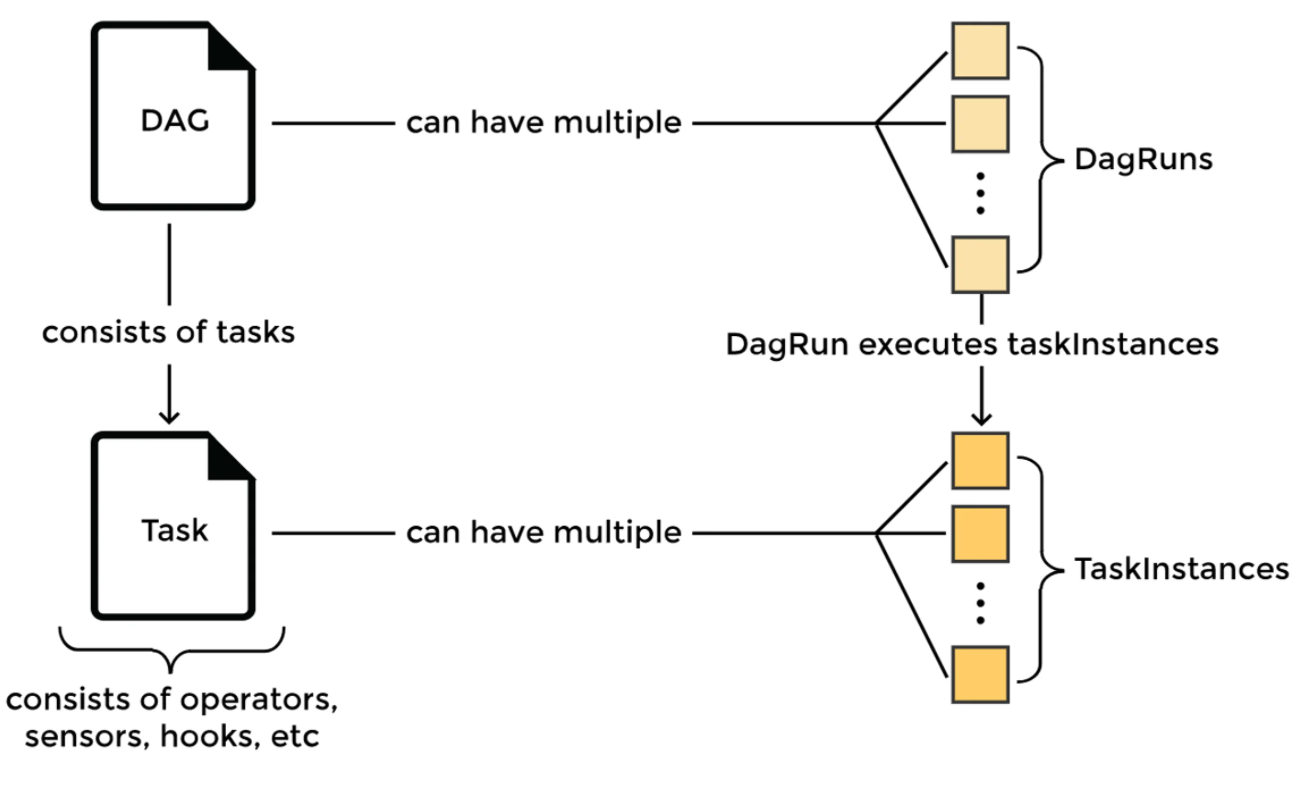 DAG
can have multiple
DagRuns
consists of tasks
DagRun executes taskInstances
Task
can have multiple
TaskInstances
consists of operators,
sensors, hooks, etc